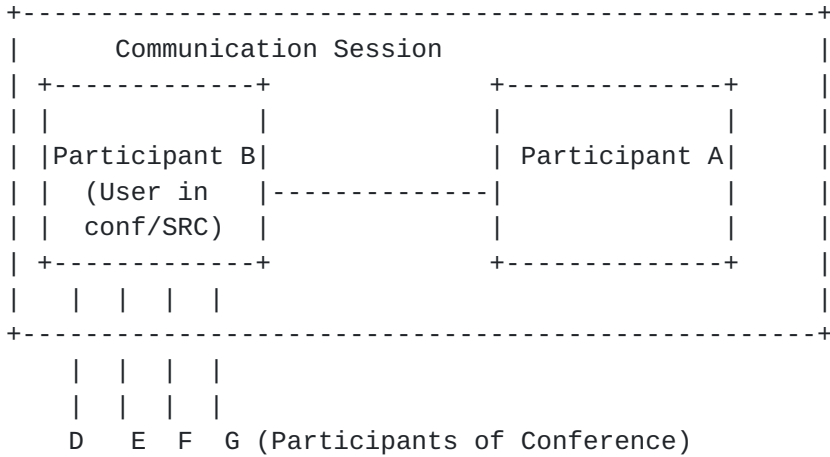 Communication Session
Participant B Participant A
(User in
conf/SRC)
D E F G (Participants of Conference)